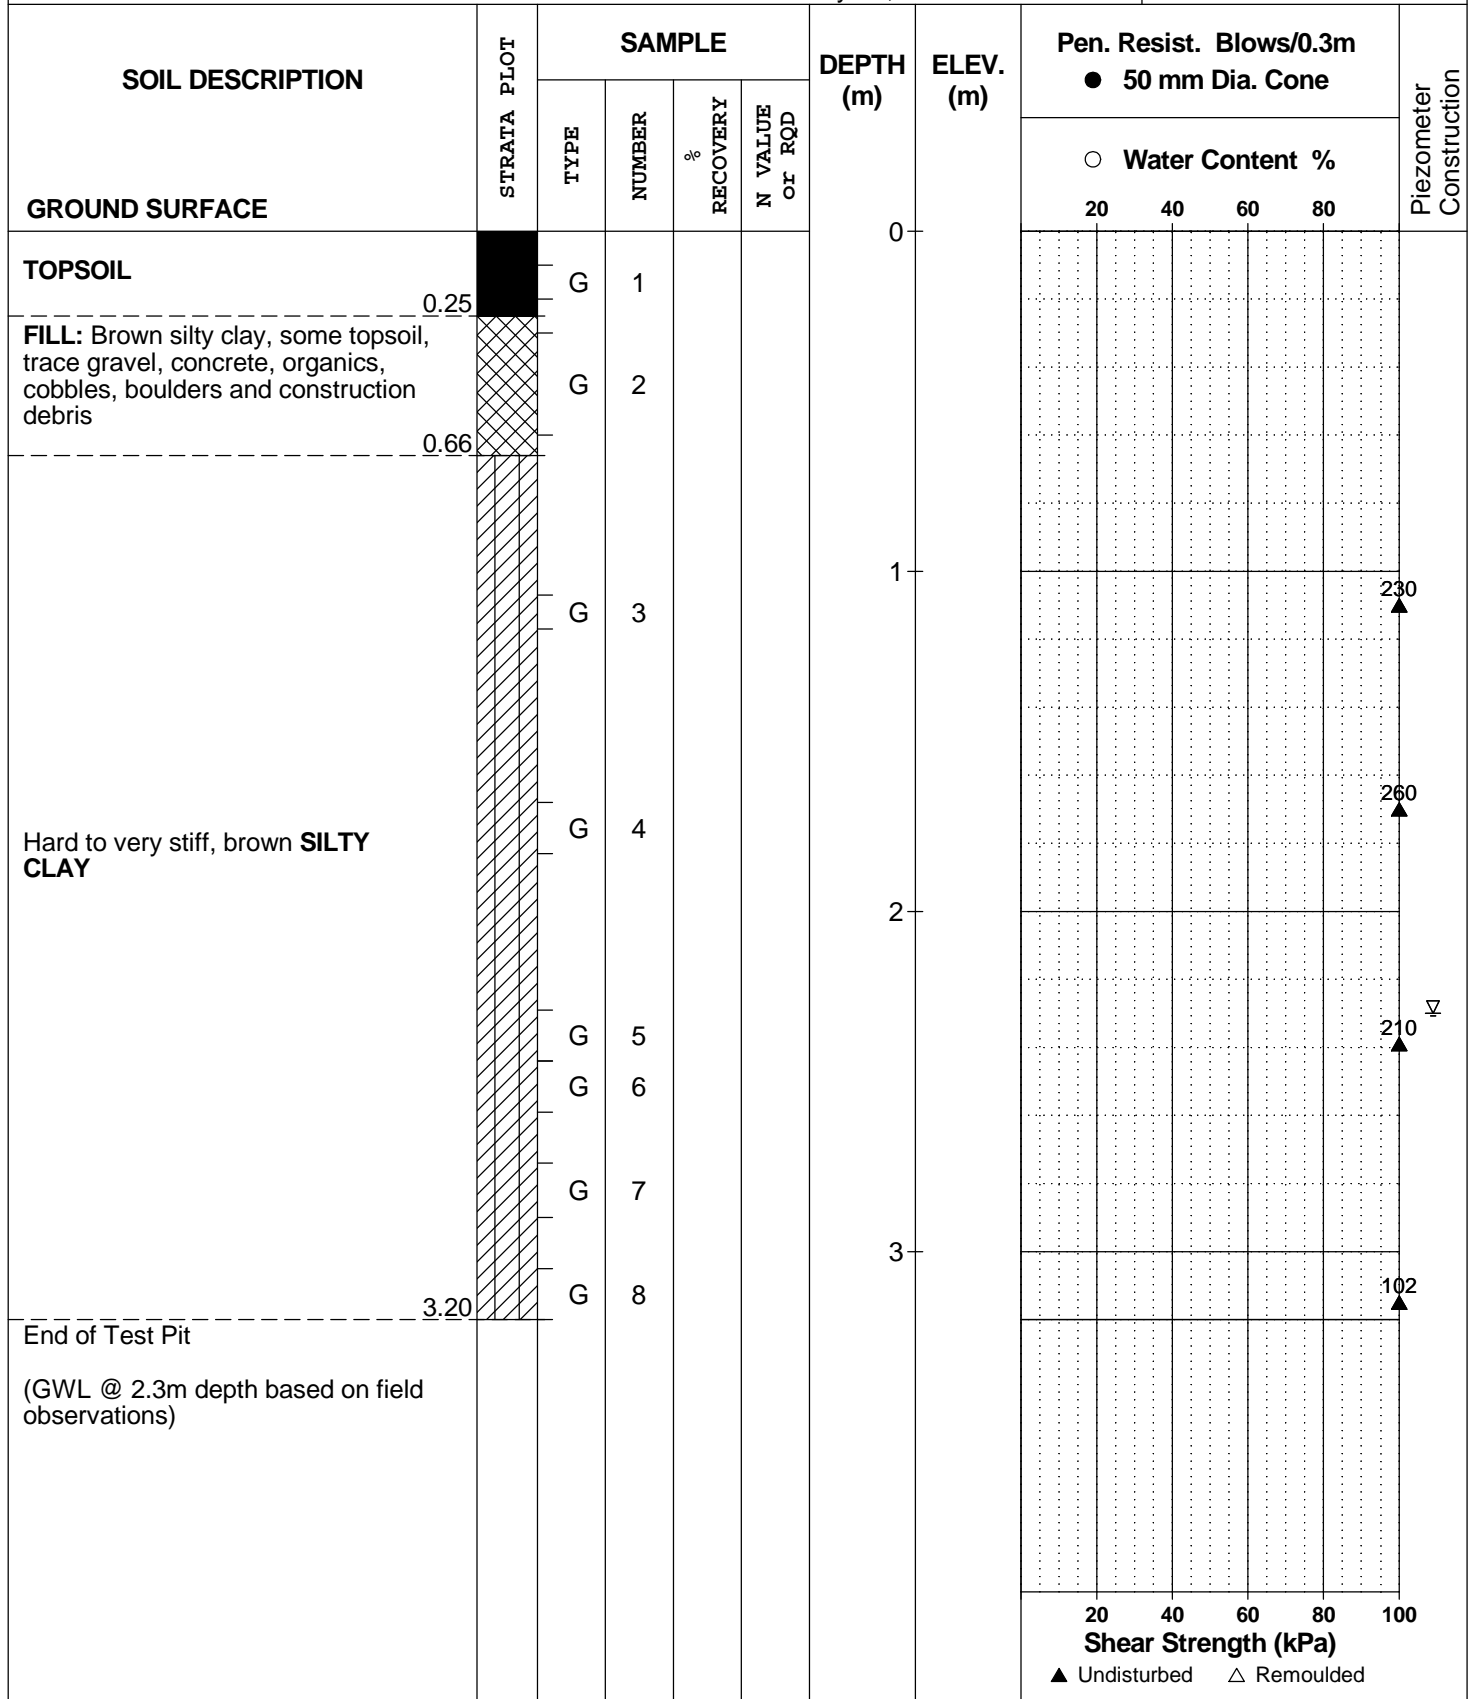 SOIL DESCRIPTION
GROUND SURFACE
STRATA PLOT
SAMPLE
TYPE
NUMBER
%
RECOVERY
N VALUE
or RQD
DEPTH
(m)
ELEV.
(m)
Pen. Resist. Blows/0.3m
● 50 mm Dia. Cone
○ Water Content %
20 40 60 80
Piezometer
Construction
0
TOPSOIL
0.25
G 1
FILL: Brown silty clay, some topsoil,
trace gravel, concrete, organics,
cobbles, boulders and construction
debris
0.66
G 2
1
230
G 3
260
Hard to very stiff, brown SILTY
CLAY
G 4
2
210
G 5
G 6
G 7
3
102
G 8
3.20
End of Test Pit
(GWL @ 2.3m depth based on field
observations)
20 40 60 80 100
Shear Strength (kPa)
▲ Undisturbed △ Remoulded